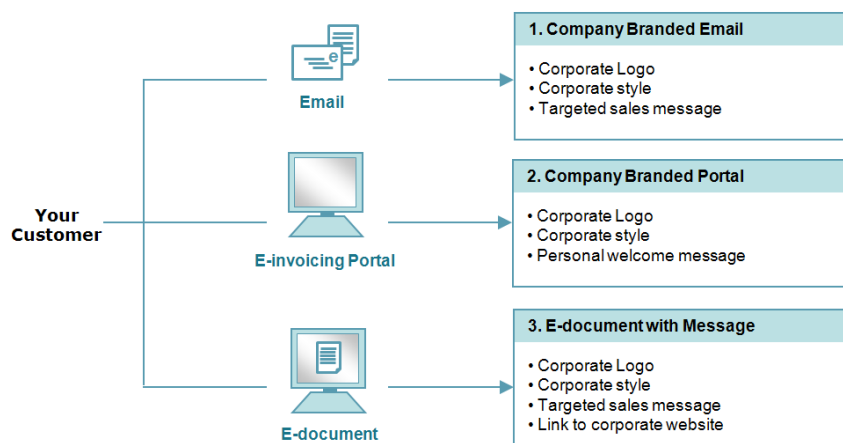 1. Company Branded Email
• Corporate Logo
• Corporate style
• Targeted sales message
Email
2. Company Branded Portal
• Corporate Logo
• Corporate style
• Personal welcome message
Your
Customer
E-invoicing Portal
3. E-document with Message
• Corporate Logo
• Corporate style
• Targeted sales message
• Link to corporate website
E-document
e